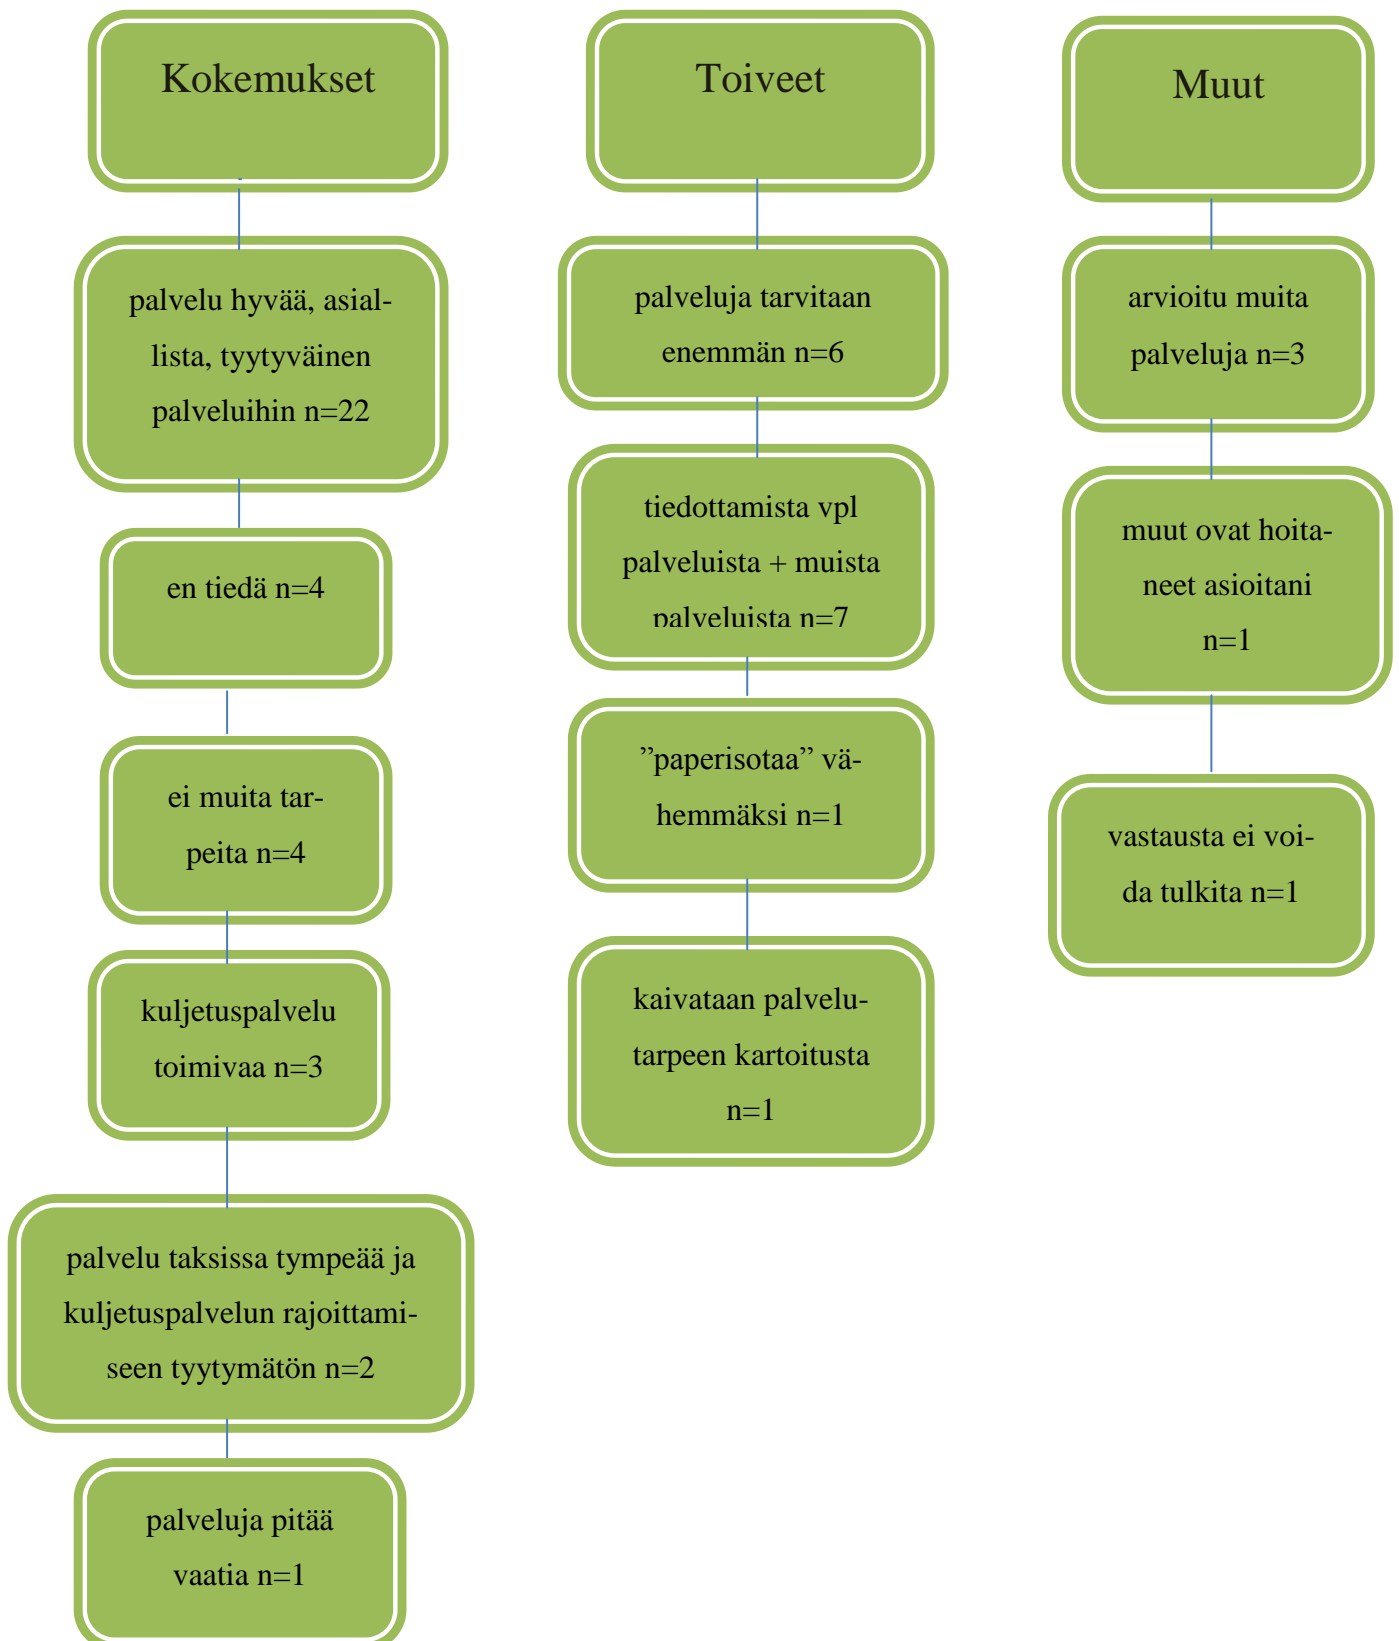 Kokemukset
palvelu hyvää, asial-
lista, tyytyväinen
palveluihin n=22
en tiedä n=4
ei muita tar-
peita n=4
kuljetuspalvelu
toimivaa n=3
palvelu taksissa tympeää ja
kuljetuspalvelun rajoittami-
seen tyytymätön n=2
palveluja pitää
vaatia n=1
Toiveet
palveluja tarvitaan
enemmän n=6
tiedottamista vpl
palveluista + muista
palveluista n=7
”paperisotaa” vä-
hemmäksi n=1
kaivataan palvelu-
tarpeen kartoitusta
n=1
Muut
arvioitu muita
palveluja n=3
muut ovat hoita-
neet asioitani
n=1
vastausta ei voi-
da tulkita n=1